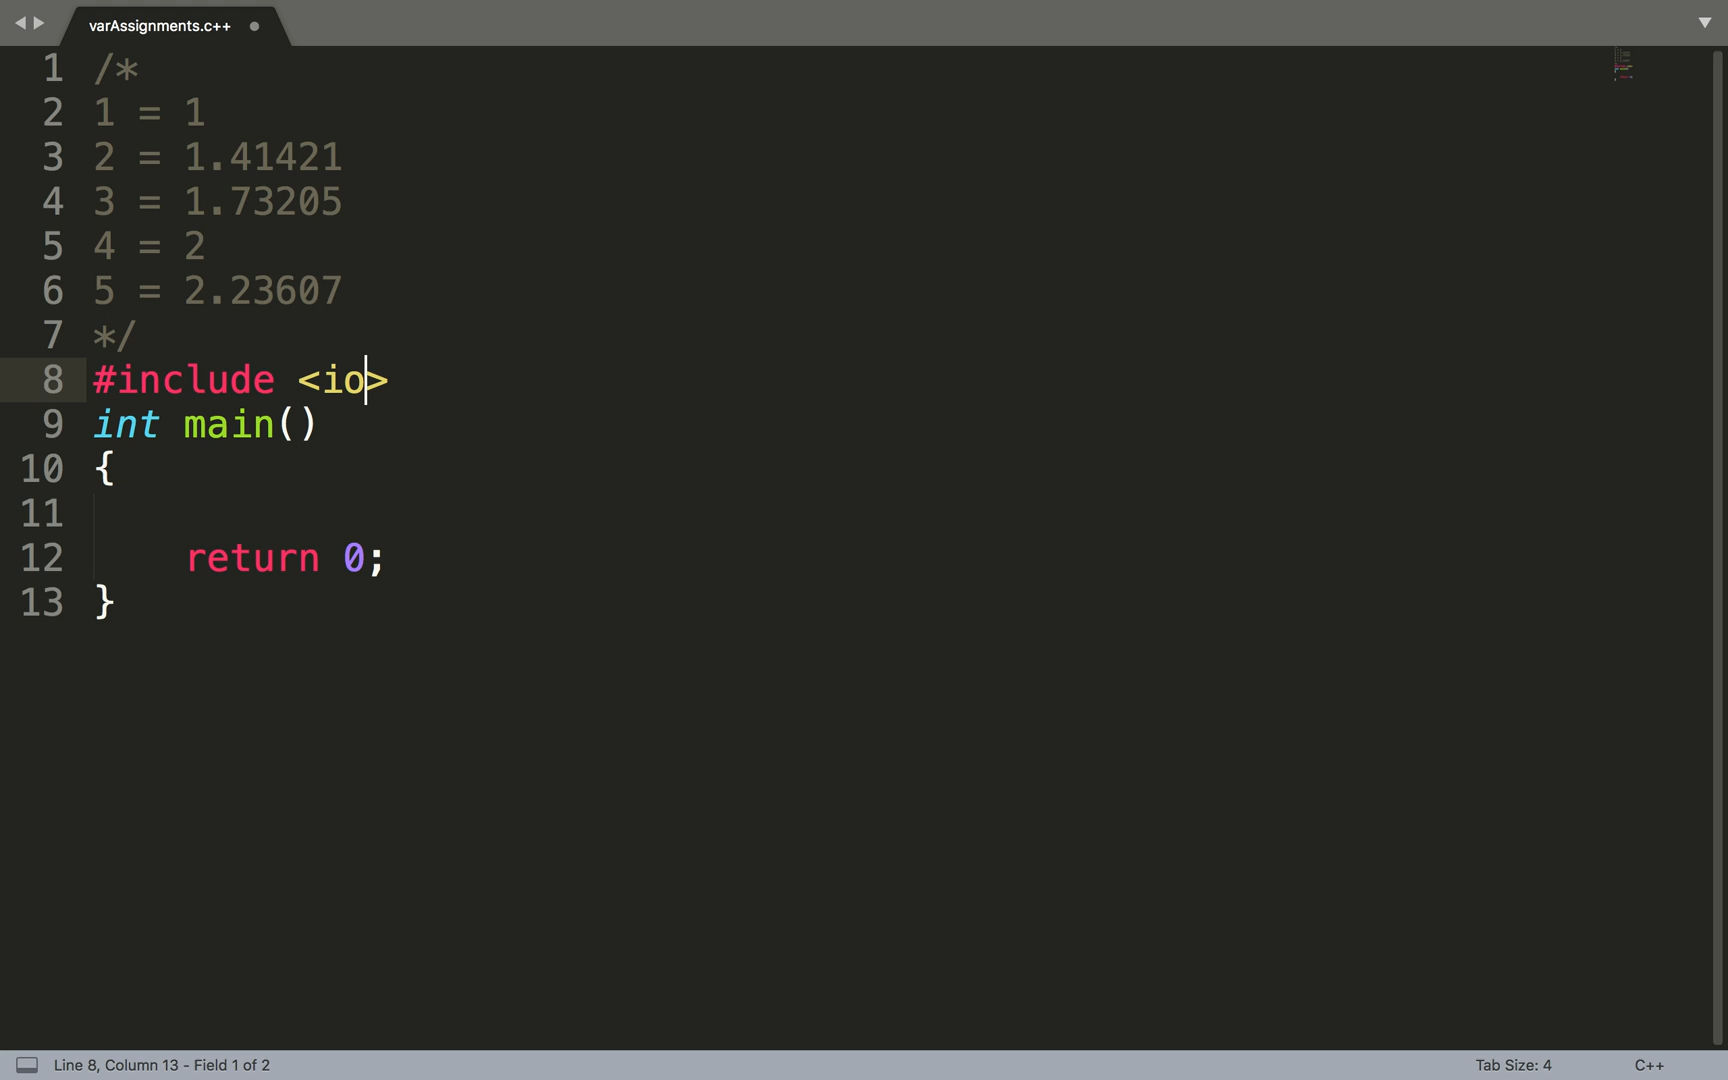 varAssignments.c++
1 /*
2 1 = 1
3 2 = 1.41421
4 3 = 1.73205
5 4 = 2
6 5 = 2.23607
7 */
8 #include <io>
9 int main()
10 {
11
12 return 0;
13 }
Line 8, Column 13 - Field 1 of 2
Tab Size: 4
C++